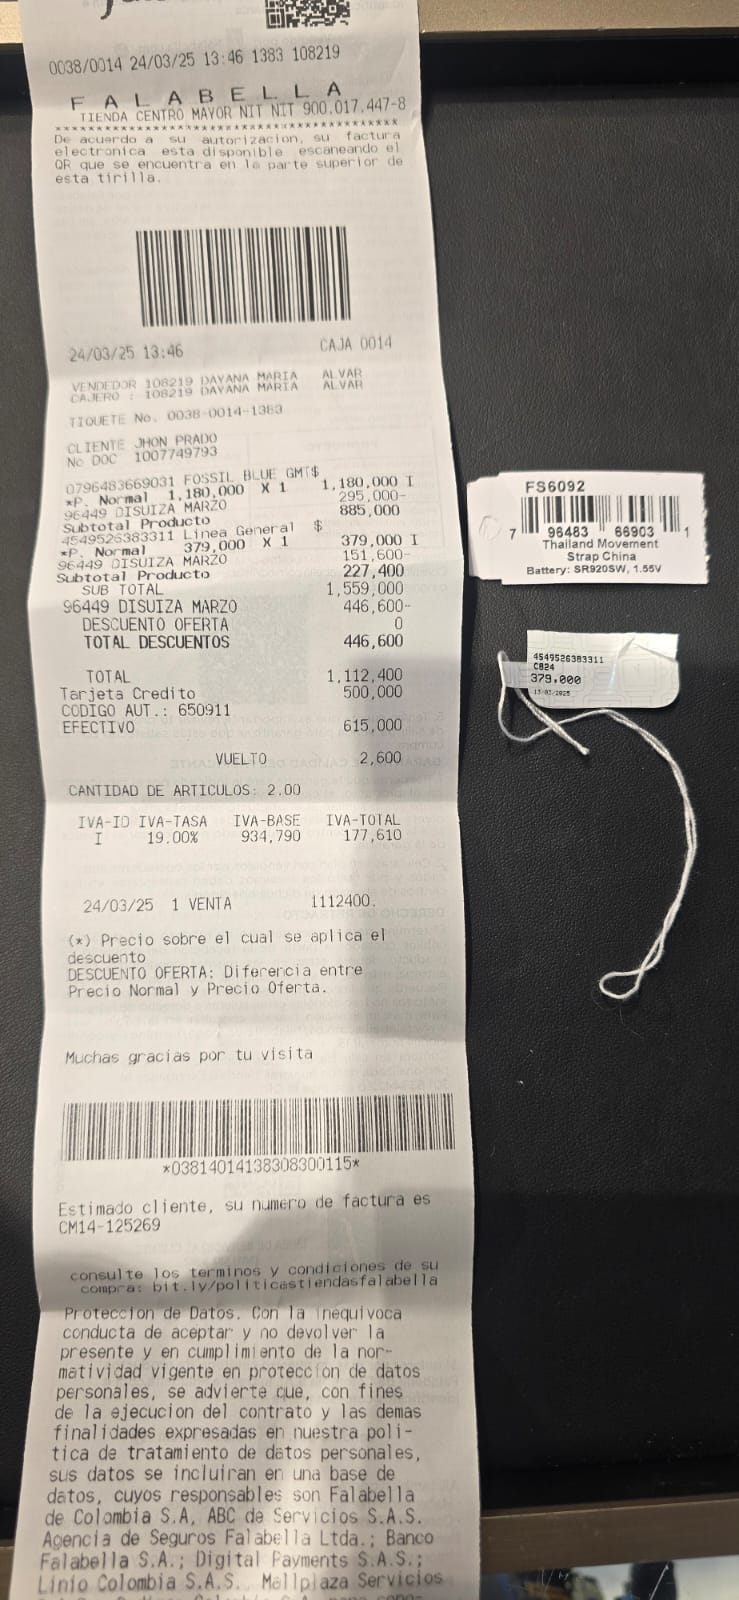 0038/0014 24/03/25 13:46 1383 108219
F A L A B E L L A
TIENDA CENTRO MAYOR NIT NIT 900.017.447-8
De acuerdo a su autorizacion, su factura
electronica esta disponible escaneando el
QR que se encuentra en la parte superior de
esta tirilla.
24/03/25 13:46 CAJA 0014
VENDEDOR 108219 DAYANA MARIA ALVAR
CAJERO : 108219 DAYANA MARIA ALVAR
TIQUETE No. 0038-0014-1383
CLIENTE JHON PRADO
No DOC 1007749793
0796483669031 FOSSIL BLUE GMT$ 1,180,000 I
*P. Normal 1,180,000 X 1 295,000-
96449 DISUIZA MARZO 885,000
Subtotal Producto
4549526383311 Linea General $ 379,000 I
*P. Normal 379,000 X 1 151,600-
96449 DISUIZA MARZO
Subtotal Producto 227,400
SUB TOTAL 1,559,000
96449 DISUIZA MARZO 446,600-
DESCUENTO OFERTA 0
TOTAL DESCUENTOS 446,600
TOTAL 1,112,400
Tarjeta Credito 500,000
CODIGO AUT.: 650911
EFECTIVO 615,000
VUELTO 2,600
CANTIDAD DE ARTICULOS: 2.00
IVA-ID IVA-TASA IVA-BASE IVA-TOTAL
I 19.00% 934,790 177,610
24/03/25 1 VENTA 1112400.
(*) Precio sobre el cual se aplica el
descuento
DESCUENTO OFERTA: Diferencia entre
Precio Normal y Precio Oferta.
Muchas gracias por tu visita
*03814014138308300115*
Estimado cliente, su numero de factura es
CM14-125269
consulte los terminos y condiciones de su
compra: bit.ly/politicastiendasfalabella
Proteccion de Datos. Con la inequivoca
conducta de aceptar y no devolver la
presente y en cumplimiento de la nor-
matividad vigente en protección de datos
personales, se advierte que, con fines
de la ejecucion del contrato y las demas
finalidades expresadas en nuestra poli-
tica de tratamiento de datos personales,
sus datos se incluiran en una base de
datos, cuyos responsables son Falabella
de Colombia S.A, ABC de Servicios S.A.S.
Agencia de Seguros Falabella Ltda.; Banco
Falabella S.A.; Digital Payments S.A.S.;
Linio Colombia S.A.S. Mallplaza Servicios
FS6092
7 96483 66903 1
Thailand Movement
Strap China
Battery: SR920SW, 1.55V
4549526383311
C824
379,000
13/03/2025